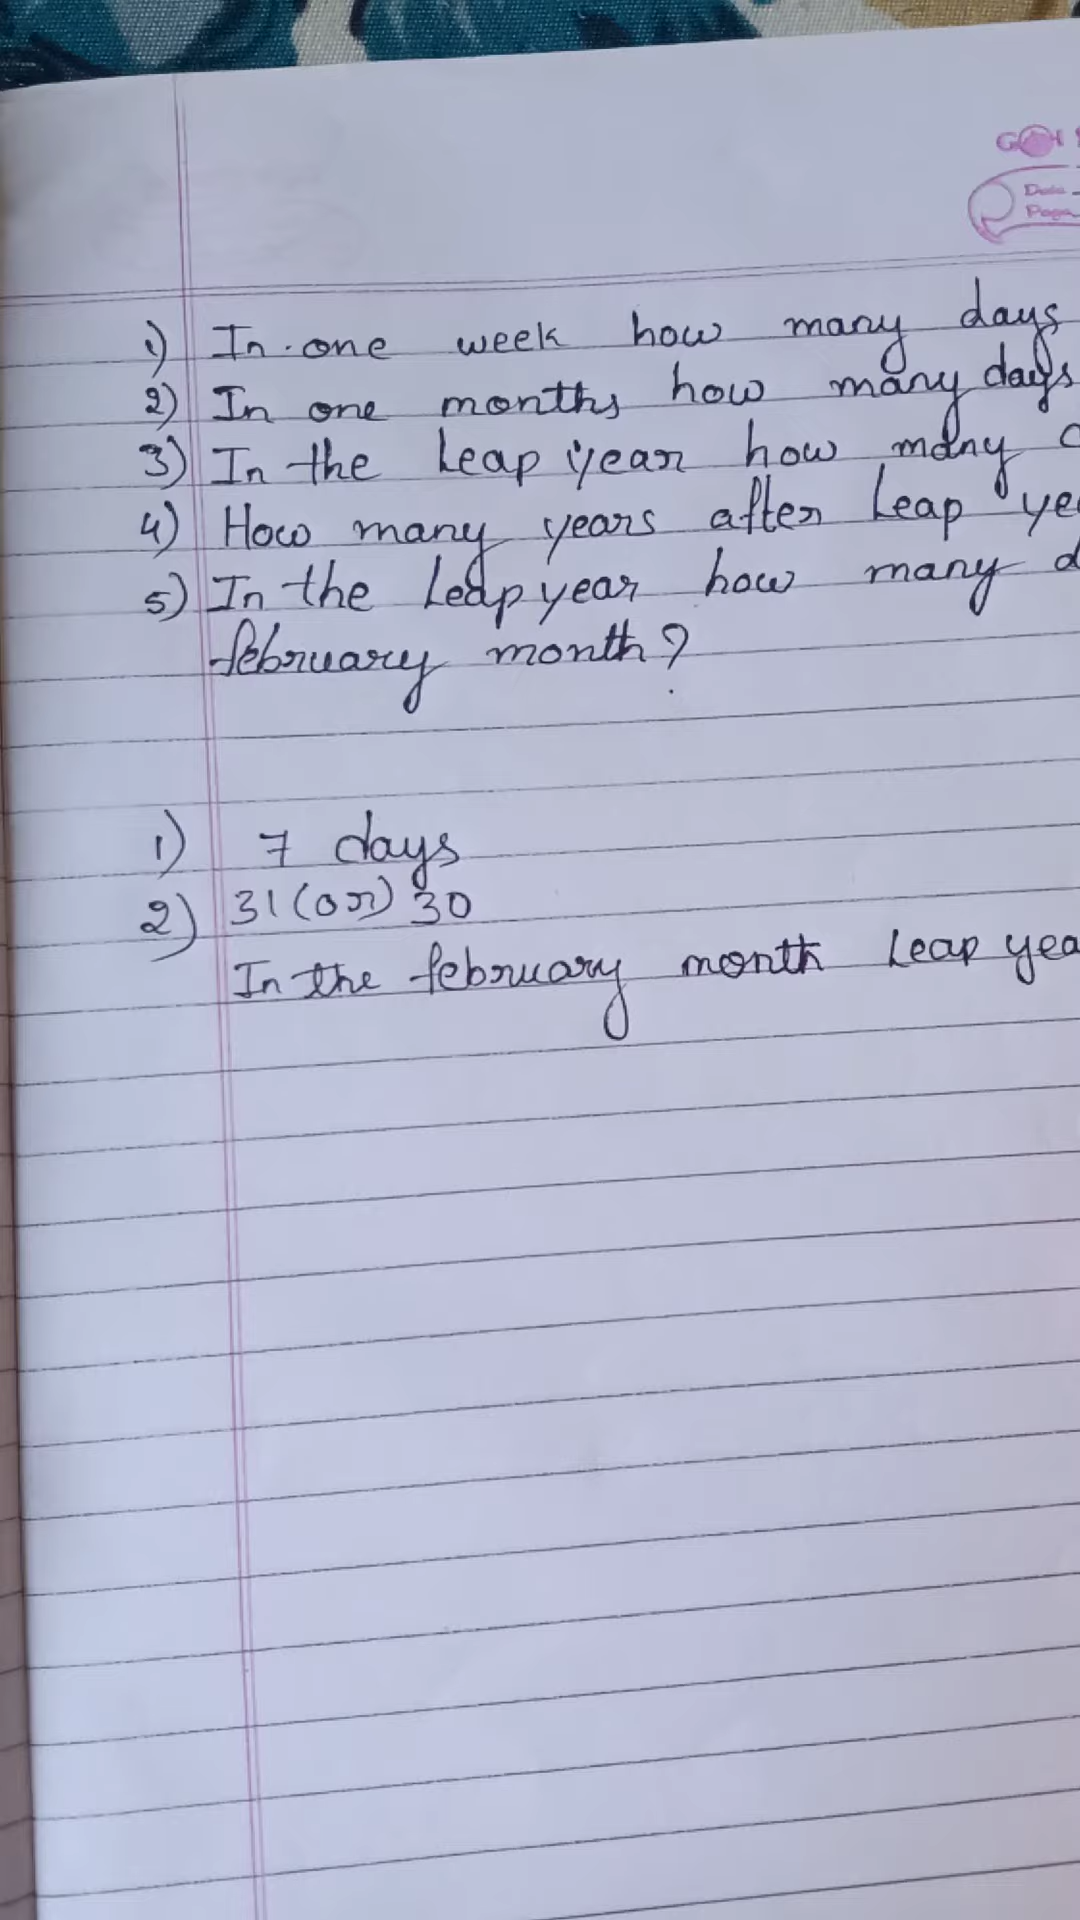 Date
Page
1) In one week how many days
2) In one months how many days
3) In the Leap year how many
4) How many years after Leap
5) In the Leap year how many
february month?
1) 7 days
2) 31 (or) 30
In the february month Leap